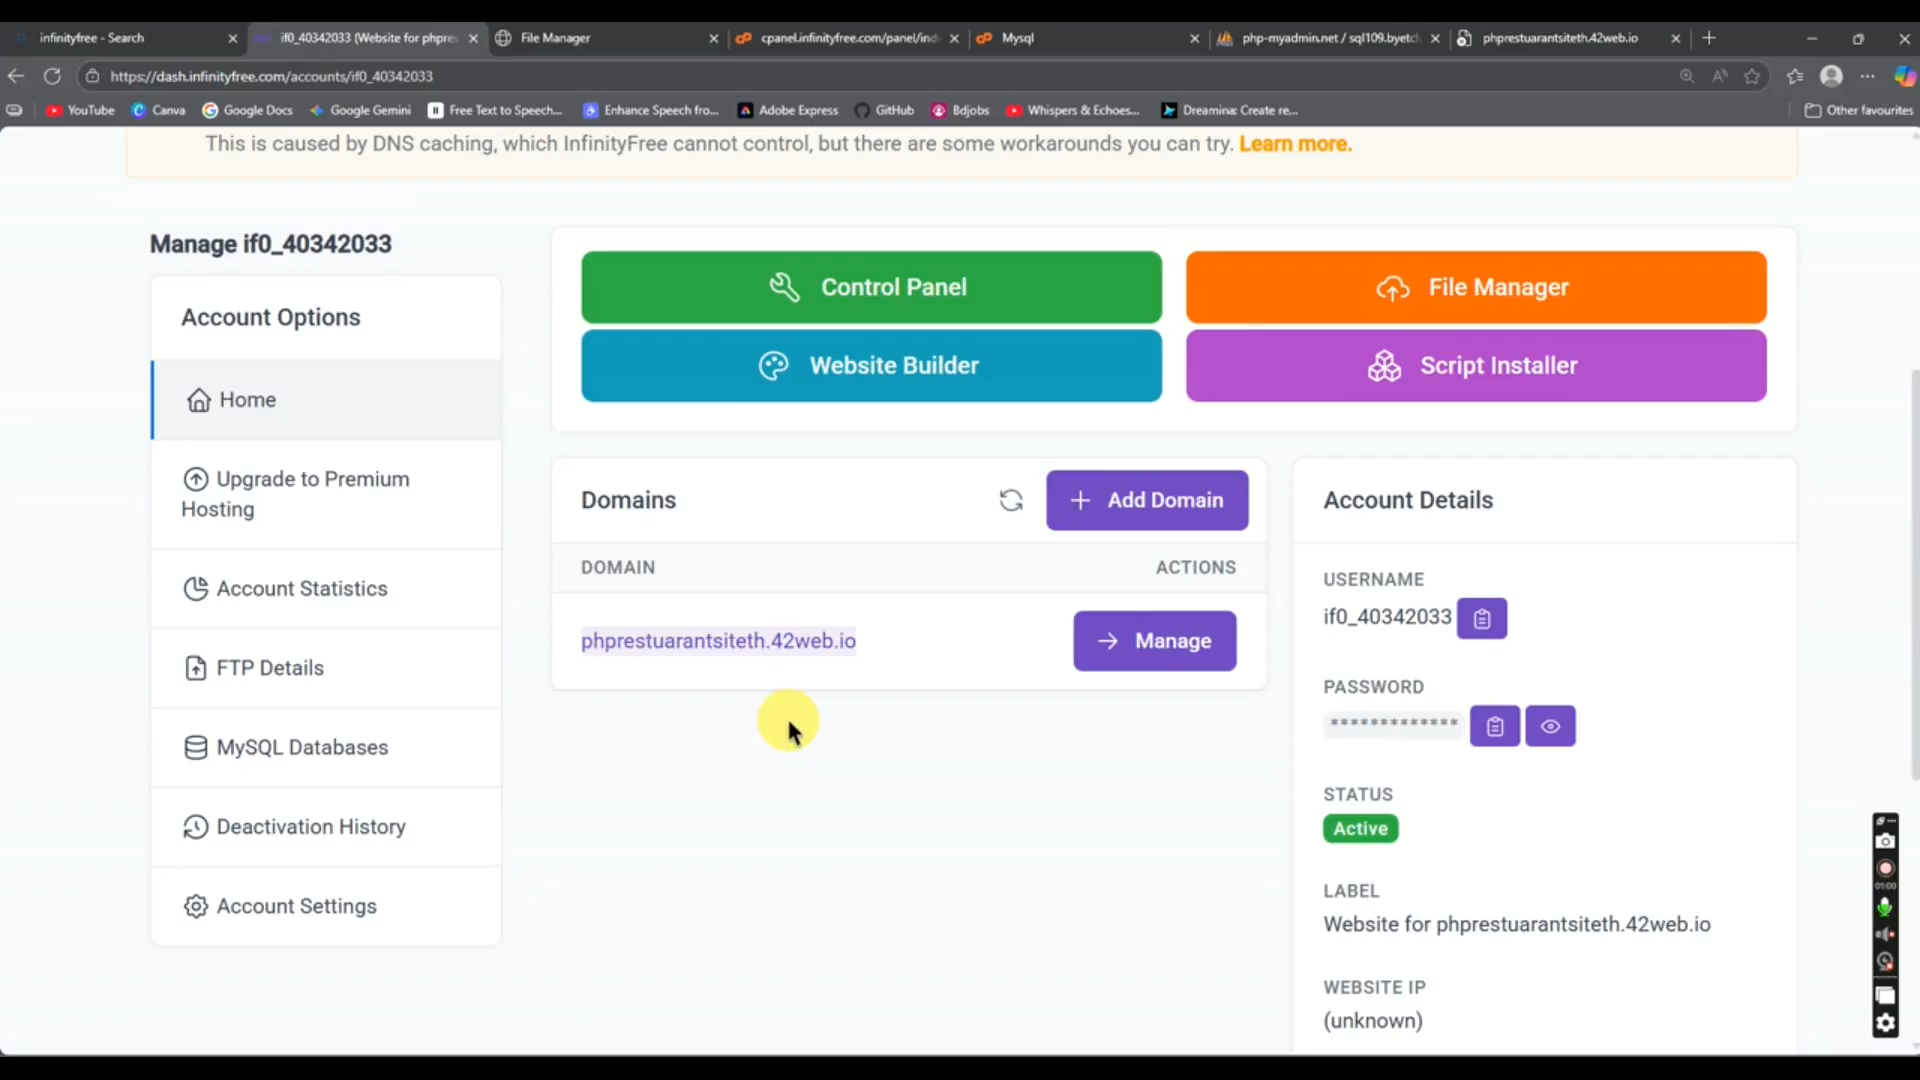 infinityfree - Search
if0_40342033 (Website for phpres
File Manager
cpanel.infinityfree.com/panel/ind
Mysql
php-myadmin.net / sql109.byetcl
phprestuarantsiteth.42web.io
https://dash.infinityfree.com/accounts/if0_40342033
YouTube
Canva
Google Docs
Google Gemini
Free Text to Speech...
Enhance Speech fro...
Adobe Express
GitHub
Bdjobs
Whispers & Echoes...
Dreamina: Create re...
Other favourites
This is caused by DNS caching, which InfinityFree cannot control, but there are some workarounds you can try. Learn more.
Manage if0_40342033
Account Options
Home
Upgrade to Premium
Hosting
Account Statistics
FTP Details
MySQL Databases
Deactivation History
Account Settings
Control Panel
File Manager
Website Builder
Script Installer
Domains
+ Add Domain
DOMAIN
ACTIONS
phprestuarantsiteth.42web.io
Manage
Account Details
USERNAME
if0_40342033
PASSWORD
*************
STATUS
Active
LABEL
Website for phprestuarantsiteth.42web.io
WEBSITE IP
(unknown)
01:00